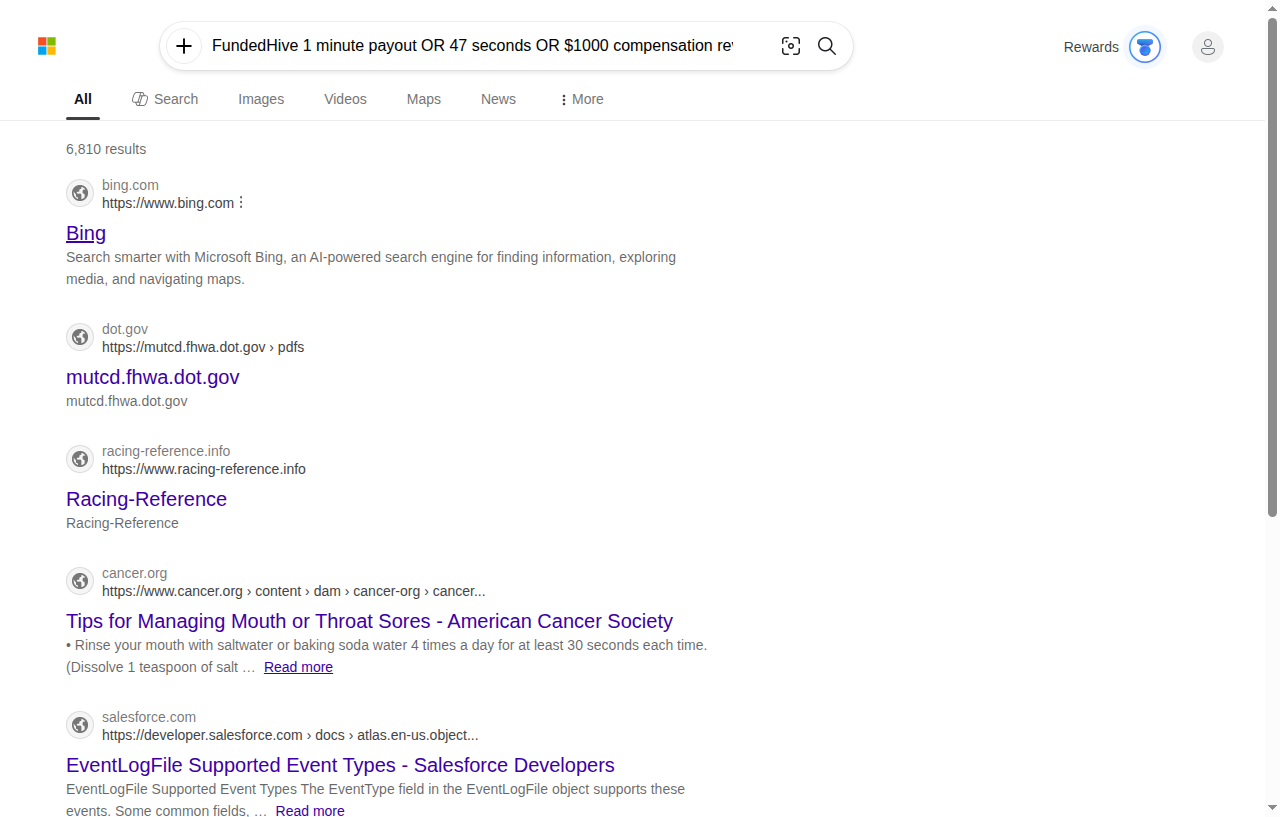 FundedHive 1 minute payout OR 47 seconds OR $1000 compensation
Rewards
All
Search
Images
Videos
Maps
News
More
6,810 results
bing.com
https://www.bing.com
Bing
Search smarter with Microsoft Bing, an AI-powered search engine for finding information, exploring
media, and navigating maps.
dot.gov
https://mutcd.fhwa.dot.gov › pdfs
mutcd.fhwa.dot.gov
mutcd.fhwa.dot.gov
racing-reference.info
https://www.racing-reference.info
Racing-Reference
Racing-Reference
cancer.org
https://www.cancer.org › content › dam › cancer-org › cancer...
Tips for Managing Mouth or Throat Sores - American Cancer Society
• Rinse your mouth with saltwater or baking soda water 4 times a day for at least 30 seconds each time.
(Dissolve 1 teaspoon of salt … Read more
salesforce.com
https://developer.salesforce.com › docs › atlas.en-us.object...
EventLogFile Supported Event Types - Salesforce Developers
EventLogFile Supported Event Types The EventType field in the EventLogFile object supports these
events. Some common fields, … Read more